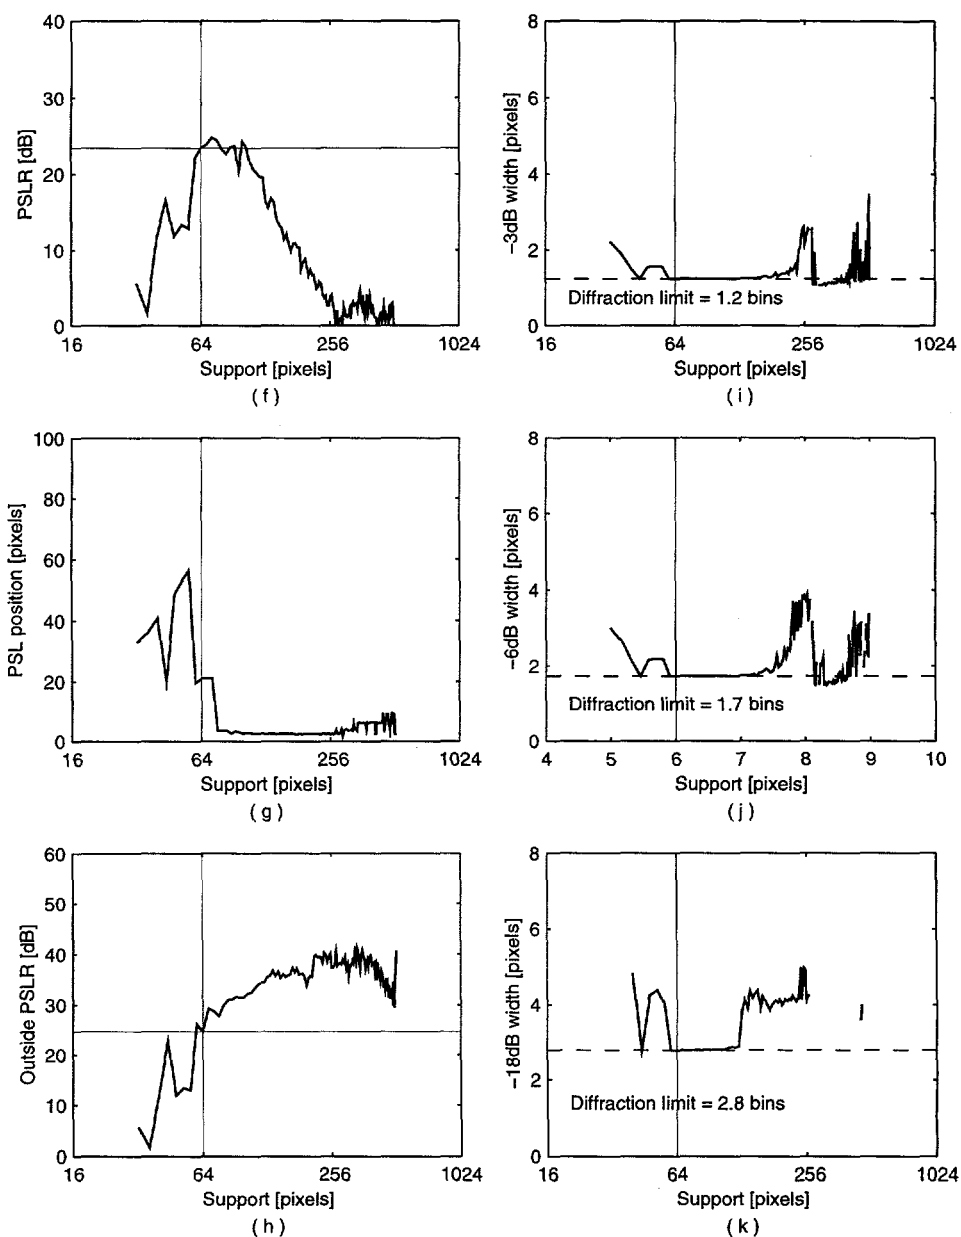 40
30
20
10
0
PSLR [dB]
16 64 256 1024
Support [pixels]
( f )
8
6
4
2
0
-3dB width [pixels]
Diffraction limit = 1.2 bins
16 64 256 1024
Support [pixels]
( i )
100
80
60
40
20
0
PSL position [pixels]
16 64 256 1024
Support [pixels]
( g )
8
6
4
2
0
-6dB width [pixels]
Diffraction limit = 1.7 bins
4 5 6 7 8 9 10
Support [pixels]
( j )
60
50
40
30
20
10
0
Outside PSLR [dB]
16 64 256 1024
Support [pixels]
( h )
8
6
4
2
0
-18dB width [pixels]
Diffraction limit = 2.8 bins
16 64 256 1024
Support [pixels]
( k )